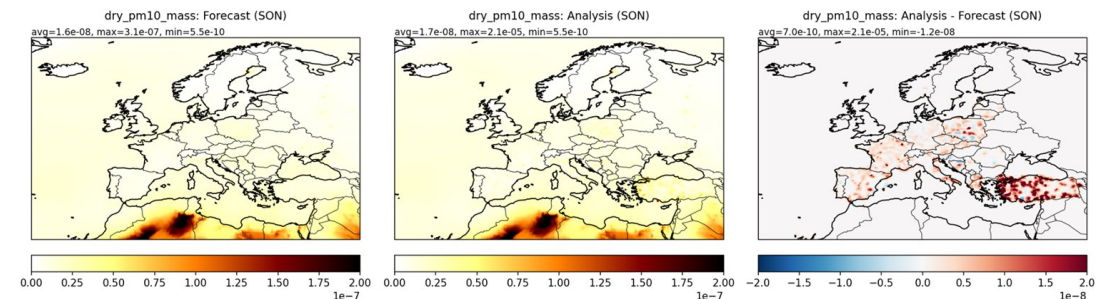 dry_pm10_mass: Forecast (SON)
avg=1.6e-08, max=3.1e-07, min=5.5e-10
0.00 0.25 0.50 0.75 1.00 1.25 1.50 1.75 2.00
1e−7
dry_pm10_mass: Analysis (SON)
avg=1.7e-08, max=2.1e-05, min=5.5e-10
0.00 0.25 0.50 0.75 1.00 1.25 1.50 1.75 2.00
1e−7
dry_pm10_mass: Analysis - Forecast (SON)
avg=7.0e-10, max=2.1e-05, min=-1.2e-08
−2.0 −1.5 −1.0 −0.5 0.0 0.5 1.0 1.5 2.0
1e−8